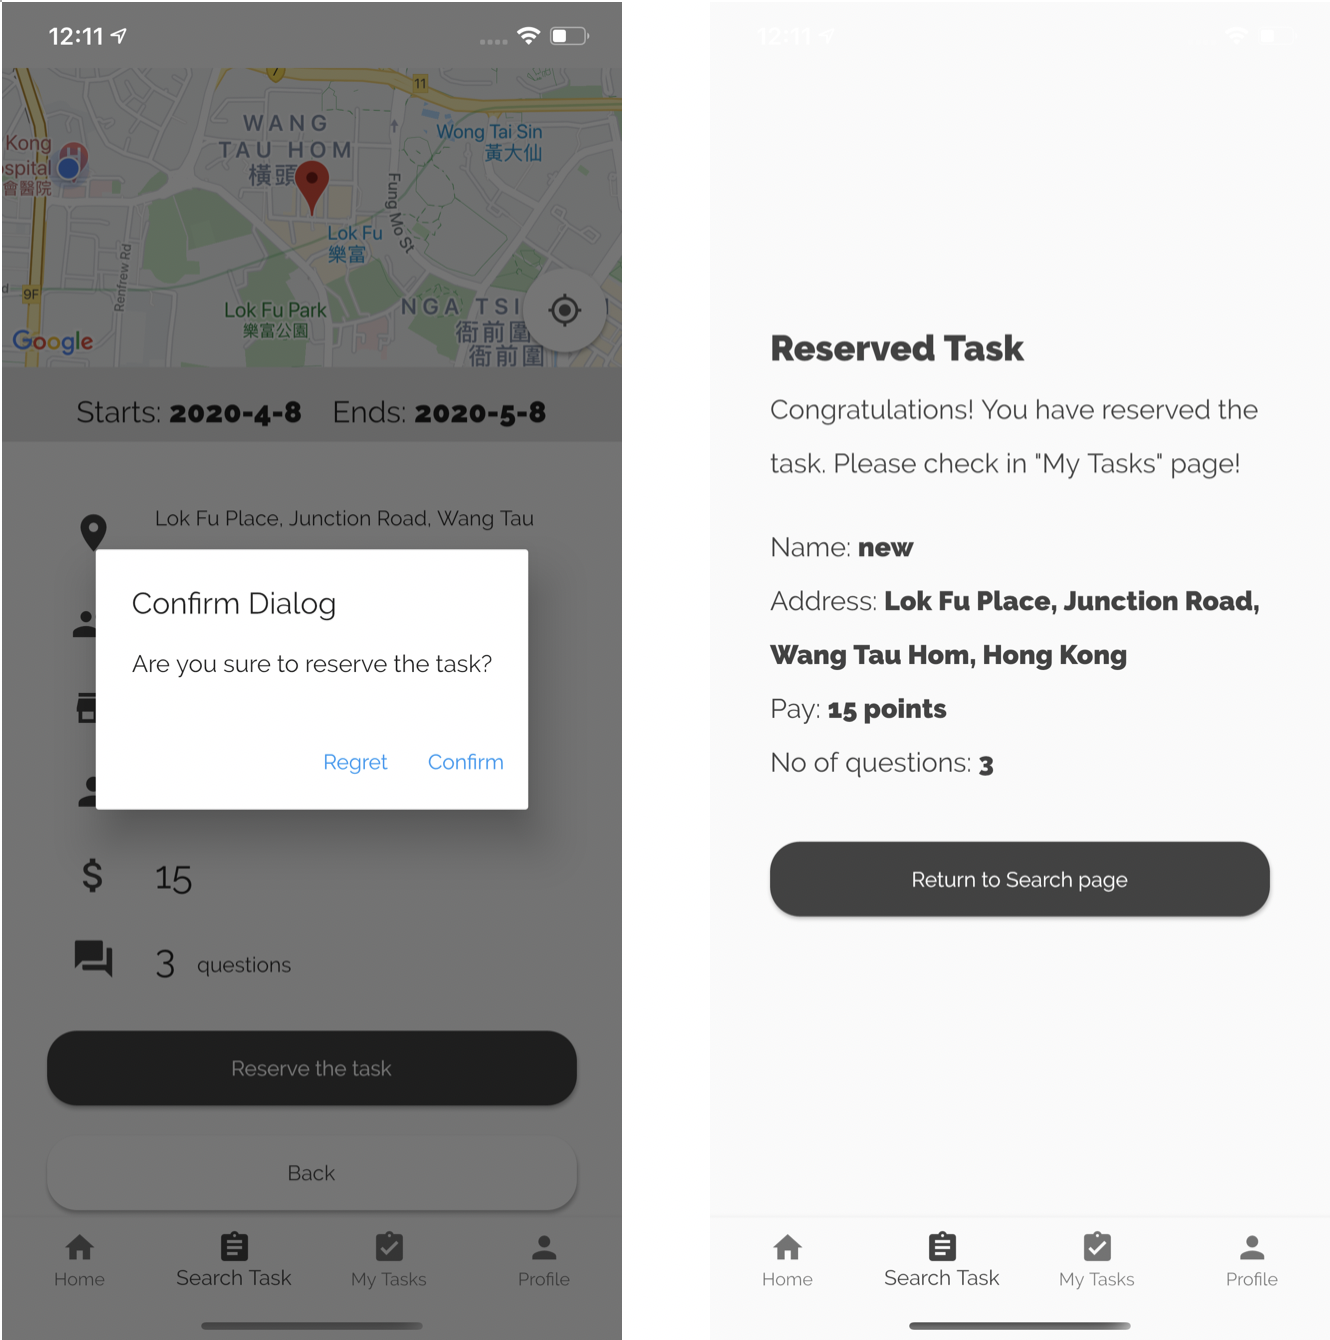 12:11
7
11
WANG
TAU HOM
橫頭
Wong Tai Sin
黃大仙
Kong
spital
會醫院
Fung Mo St
Lok Fu
樂富
Renfrew Rd
d
9F
Lok Fu Park
樂富公園
NGA TSI
衙前圍
衙前圍
Google
Starts: 2020-4-8 Ends: 2020-5-8
Lok Fu Place, Junction Road, Wang Tau
Confirm Dialog
Are you sure to reserve the task?
Regret Confirm
$ 15
3 questions
Reserve the task
Back
Home Search Task My Tasks Profile
12:11
Reserved Task
Congratulations! You have reserved the
task. Please check in "My Tasks" page!
Name: new
Address: Lok Fu Place, Junction Road,
Wang Tau Hom, Hong Kong
Pay: 15 points
No of questions: 3
Return to Search page
Home Search Task My Tasks Profile